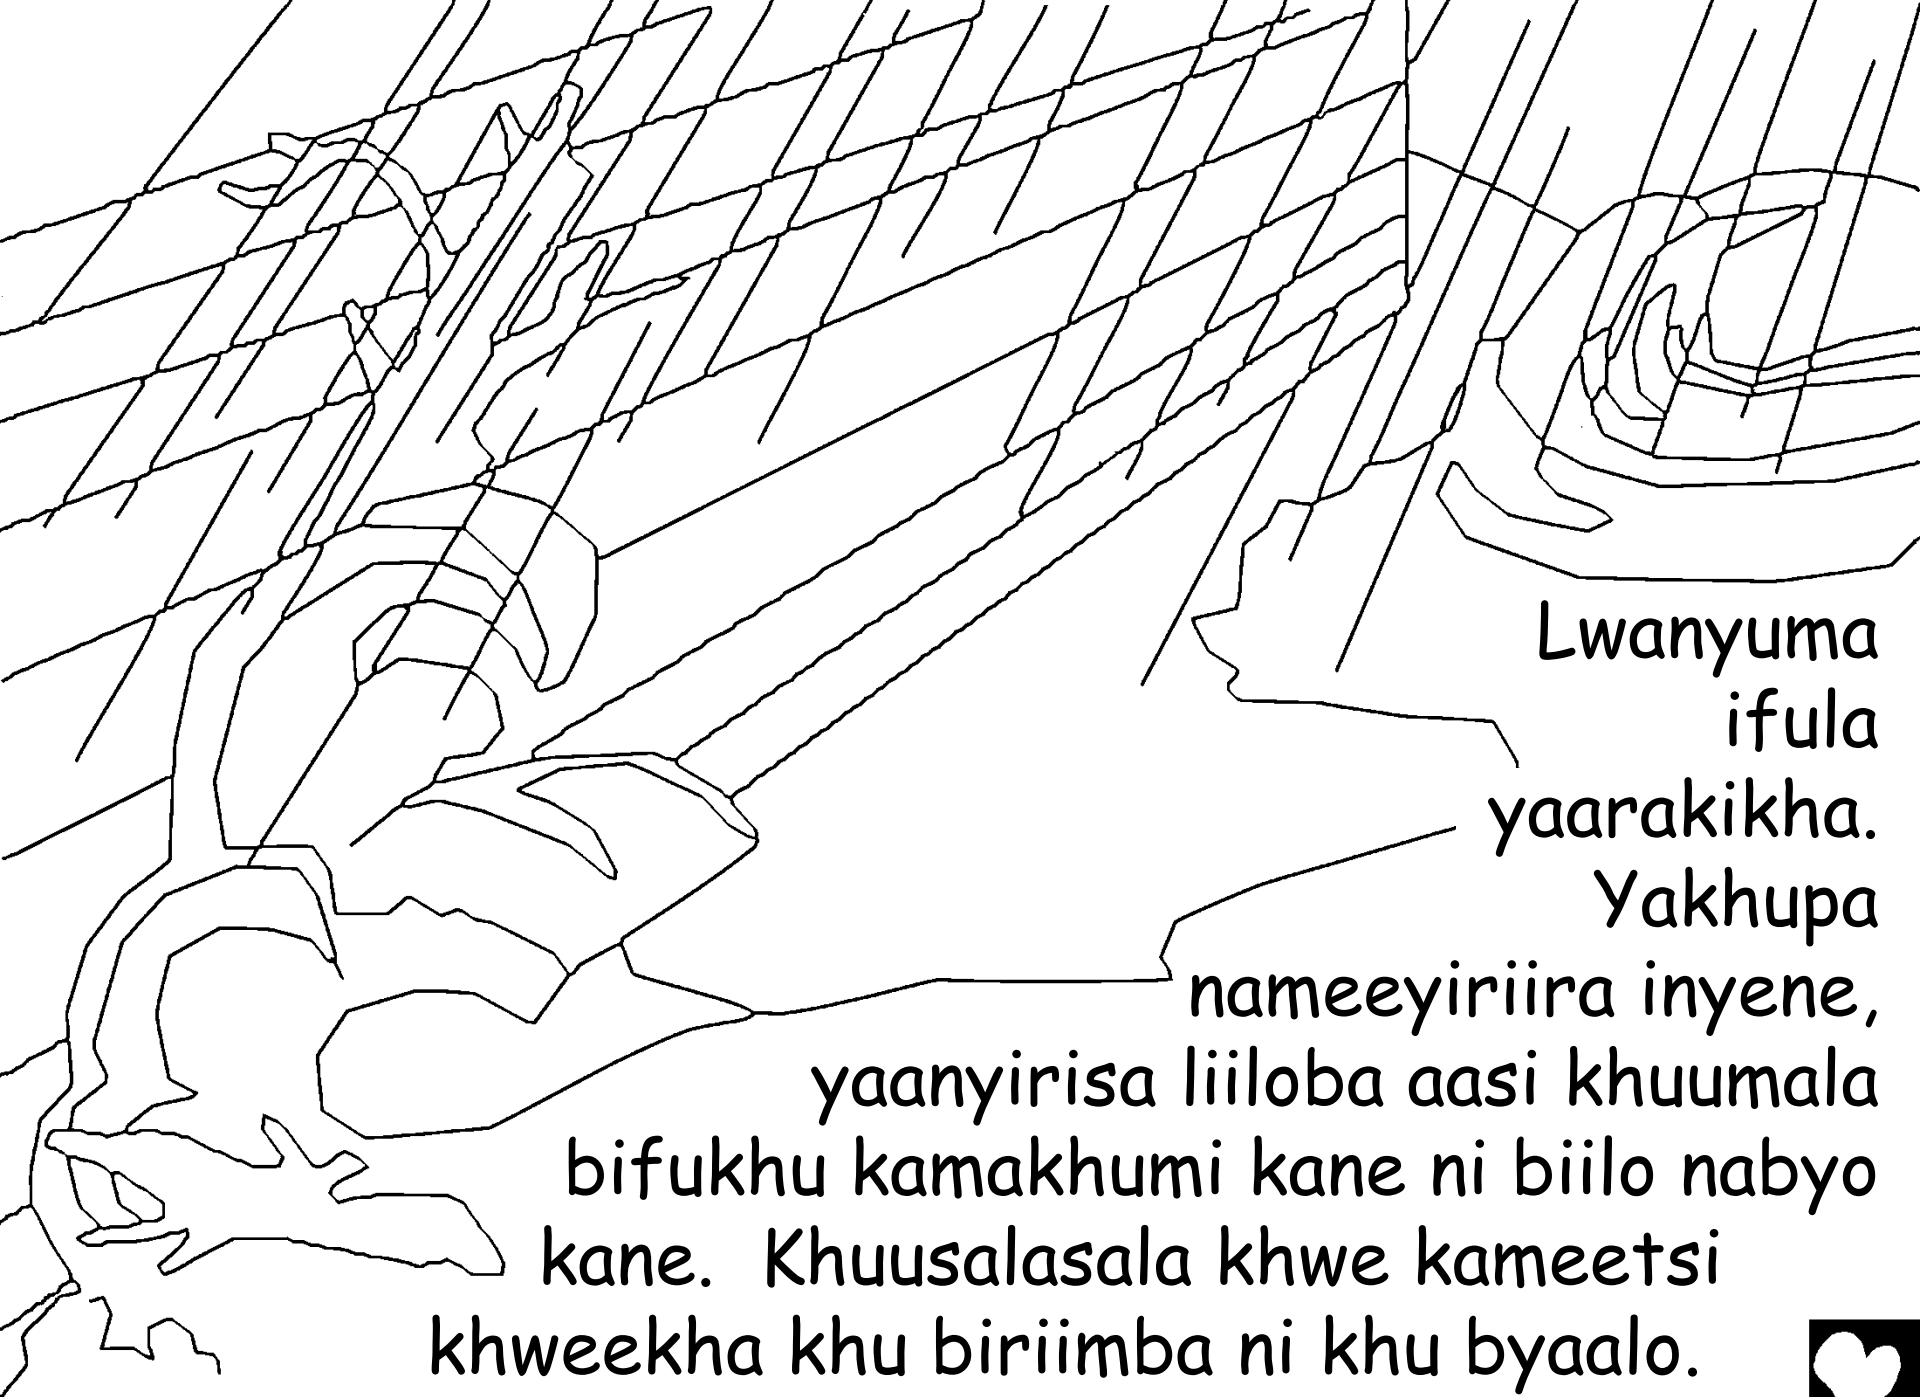 Lwanyuma
ifula
yaarakikha.
Yakhupa
nameeyiriira inyene,
yaanyirisa liiloba aasi khuumala
bifukhu kamakhumi kane ni biilo nabyo
kane. Khuusalasala khwe kameetsi
khweekha khu biriimba ni khu byaalo.